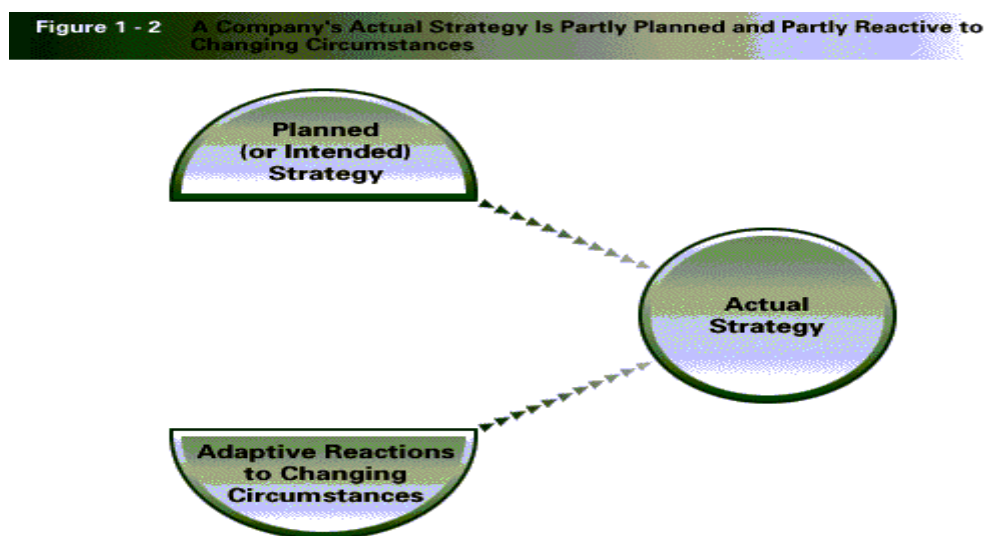 Figure 1 - 2 A Company's Actual Strategy Is Partly Planned and Partly Reactive to
Changing Circumstances
Planned
(or Intended)
Strategy
Actual
Strategy
Adaptive Reactions
to Changing
Circumstances